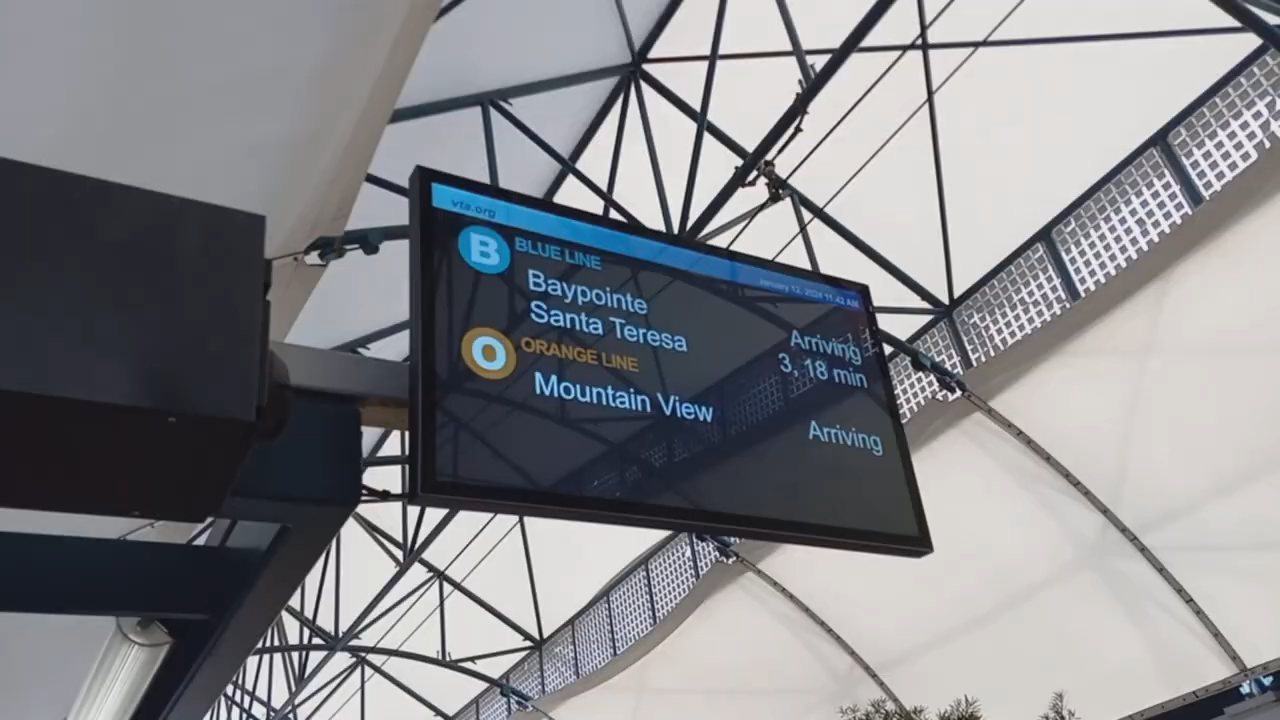 vta.org
January 12, 2024 11:42 AM
B BLUE LINE
Baypointe Arriving
Santa Teresa 3, 18 min
O ORANGE LINE
Mountain View Arriving